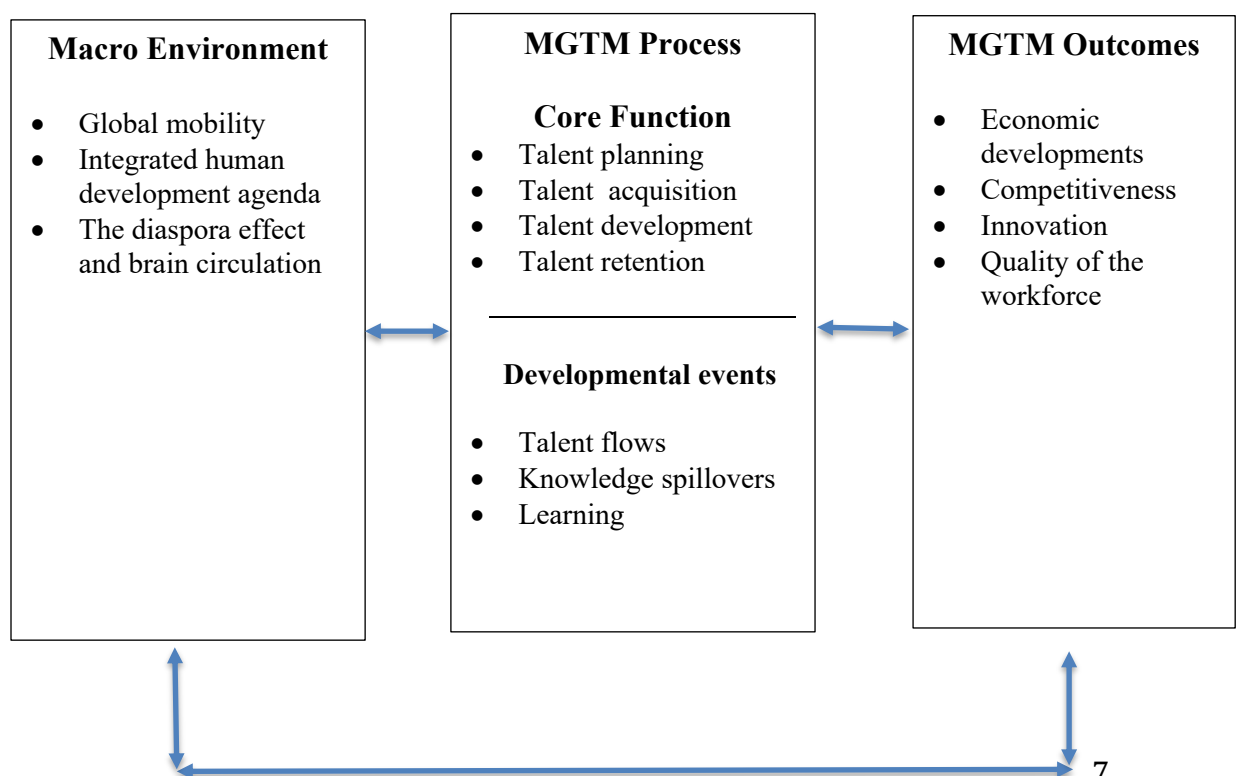 Macro Environment
• Global mobility
• Integrated human
development agenda
• The diaspora effect
and brain circulation
MGTM Process
Core Function
• Talent planning
• Talent  acquisition
• Talent development
• Talent retention
Developmental events
• Talent flows
• Knowledge spillovers
• Learning
MGTM Outcomes
• Economic
developments
• Competitiveness
• Innovation
• Quality of the
workforce
7